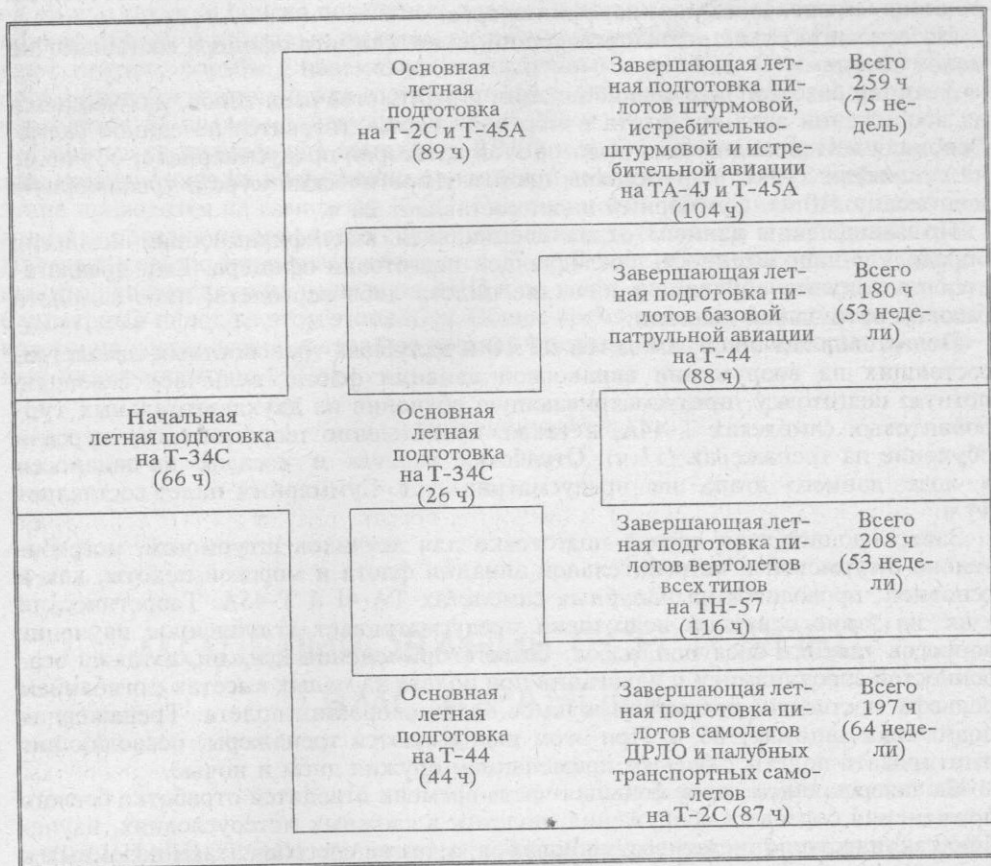 Основная
летная
подготовка
на Т-2С и Т-45А
(89 ч)
Завершающая лет-
ная подготовка пи-
лотов штурмовой,
истребительно-
штурмовой и истре-
бительной авиации
на ТА-4J и Т-45А
(104 ч)
Всего
259 ч
(75 не-
дель)
Завершающая лет-
ная подготовка пи-
лотов базовой
патрульной авиации
на Т-44
(88 ч)
Всего
180 ч
(53 неде-
ли)
Начальная
летная подготовка
на Т-34С
(66 ч)
Основная
летная
подготовка
на Т-34С
(26 ч)
Завершающая лет-
ная подготовка пи-
лотов вертолетов
всех типов
на ТН-57
(116 ч)
Всего
208 ч
(53 неде-
ли)
Основная
летная
подготовка
на Т-44
(44 ч)
Завершающая лет-
ная подготовка пи-
лотов самолетов
ПРЛО и палубных
транспортных само-
летов
на Т-2С (87 ч)
Всего
197 ч
(64 неде-
ли)